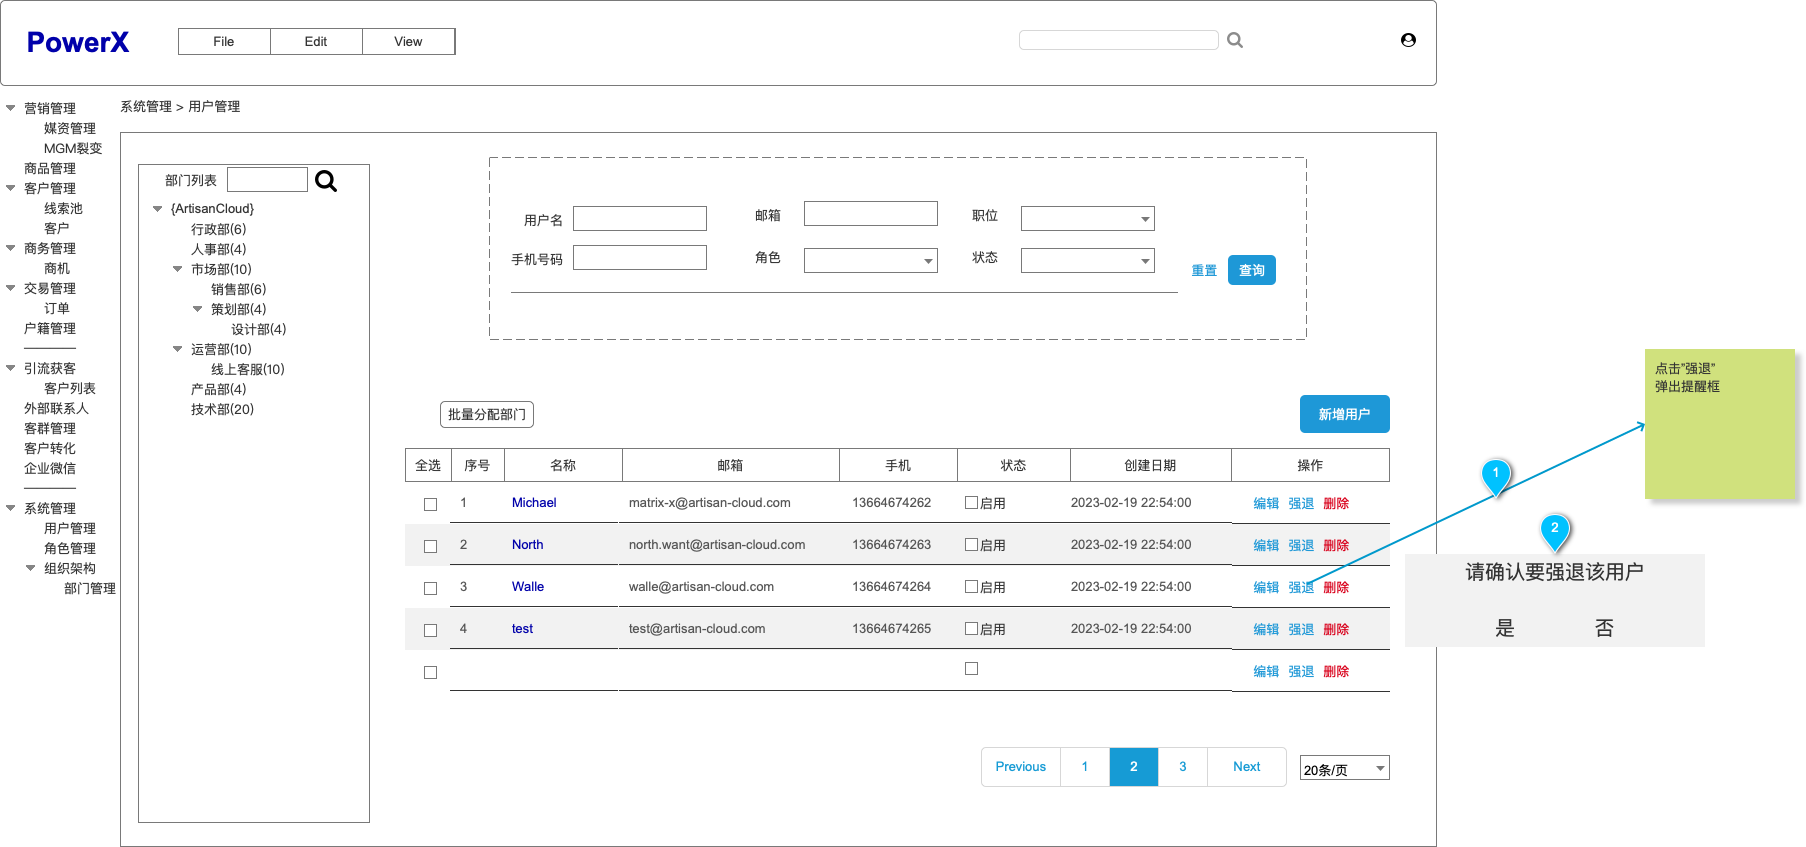 PowerX
File Edit View
系统管理 > 用户管理
营销管理
媒资管理
MGM裂变
商品管理
客户管理
线索池
客户
商务管理
商机
交易管理
订单
户籍管理
引流获客
客户列表
外部联系人
客群管理
客户转化
企业微信
系统管理
用户管理
角色管理
组织架构
部门管理
部门列表
{ArtisanCloud}
行政部(6)
人事部(4)
市场部(10)
销售部(6)
策划部(4)
设计部(4)
运营部(10)
线上客服(10)
产品部(4)
技术部(20)
用户名 邮箱 职位
手机号码 角色 状态
重置 查询
批量分配部门 新增用户
全选 序号 名称 邮箱 手机 状态 创建日期 操作
1 Michael matrix-x@artisan-cloud.com 13664674262 启用 2023-02-19 22:54:00 编辑 强退 删除
2 North north.want@artisan-cloud.com 13664674263 启用 2023-02-19 22:54:00 编辑 强退 删除
3 Walle walle@artisan-cloud.com 13664674264 启用 2023-02-19 22:54:00 编辑 强退 删除
4 test test@artisan-cloud.com 13664674265 启用 2023-02-19 22:54:00 编辑 强退 删除
编辑 强退 删除
Previous 1 2 3 Next 20条/页
点击"强退"
弹出提醒框
1
2
请确认要强退该用户
是 否